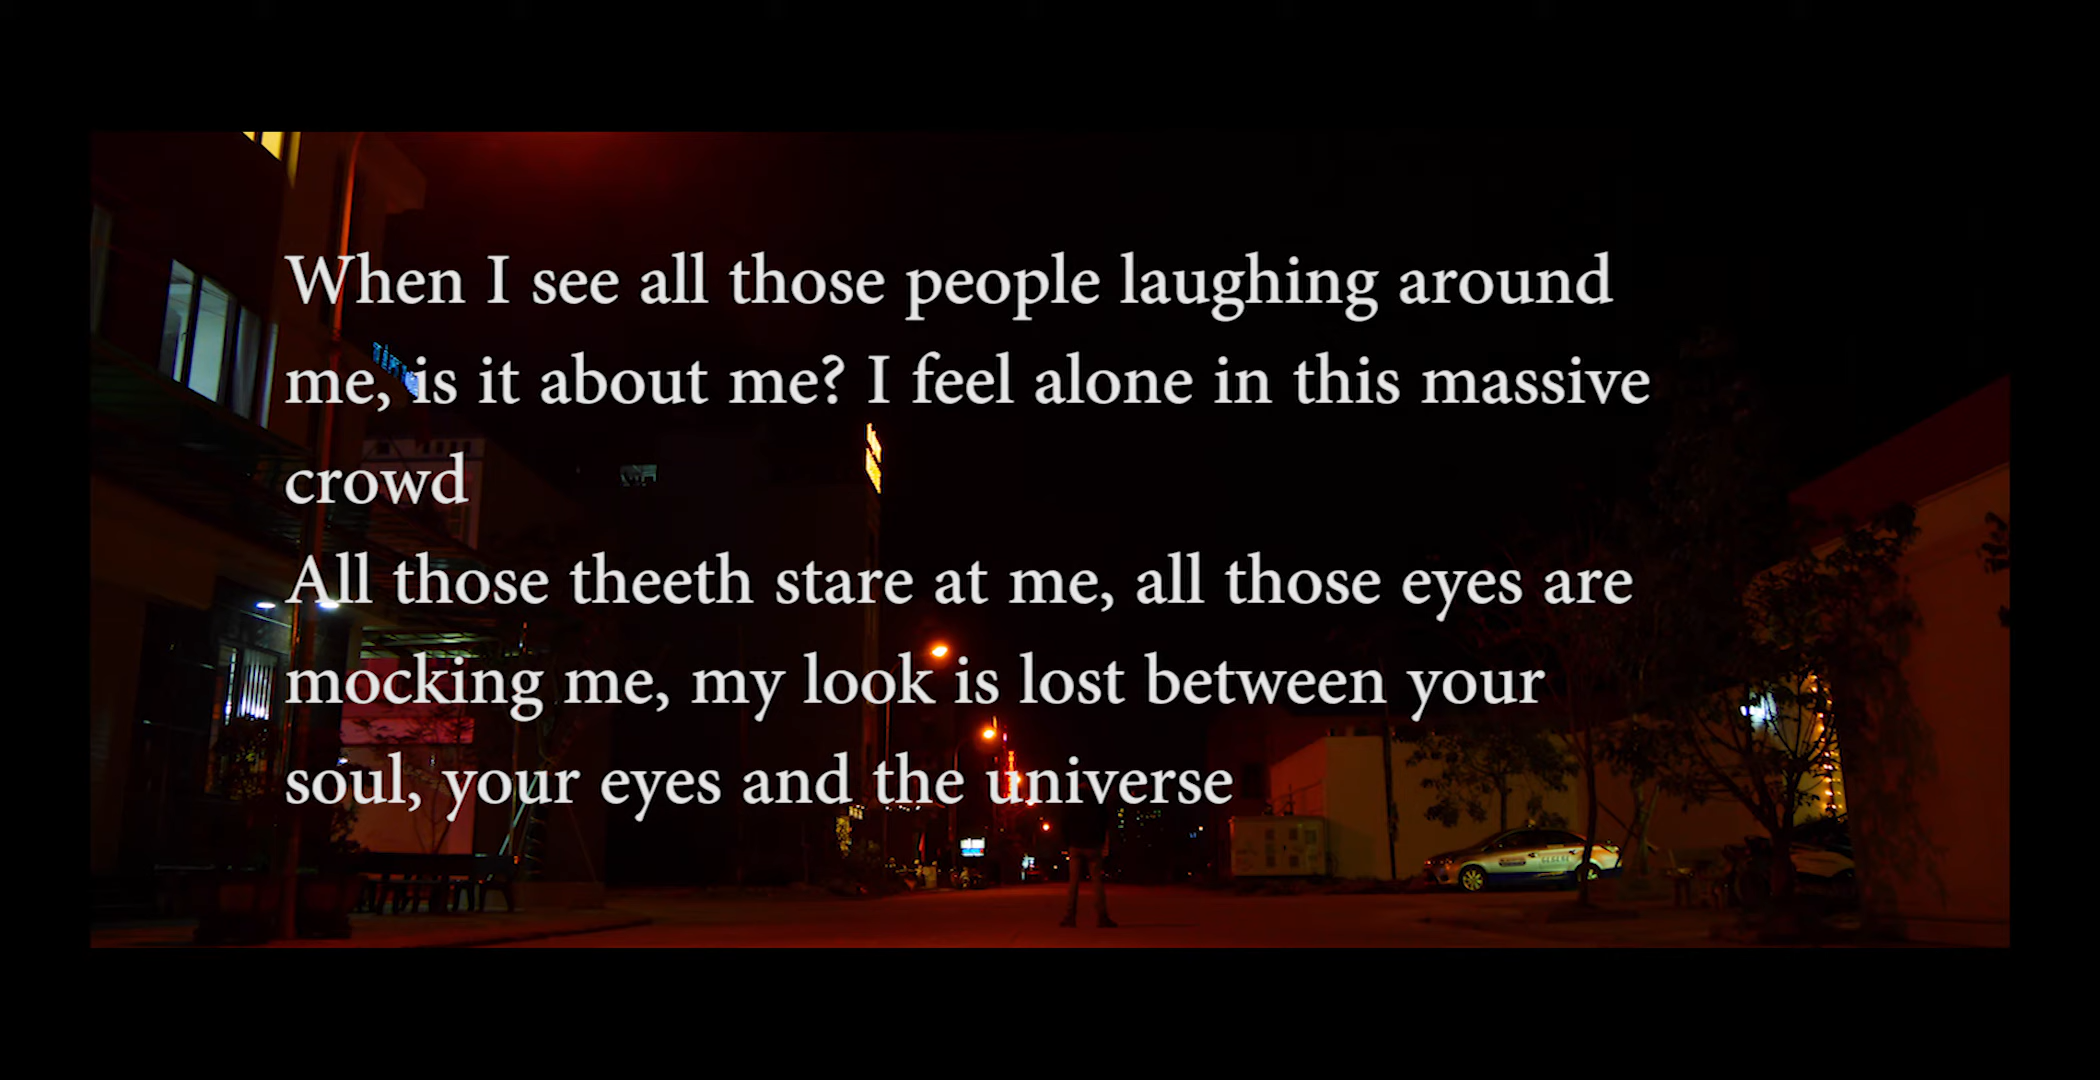 When I see all those people laughing around
me, is it about me? I feel alone in this massive
crowd
All those theeth stare at me, all those eyes are
mocking me, my look is lost between your
soul, your eyes and the universe